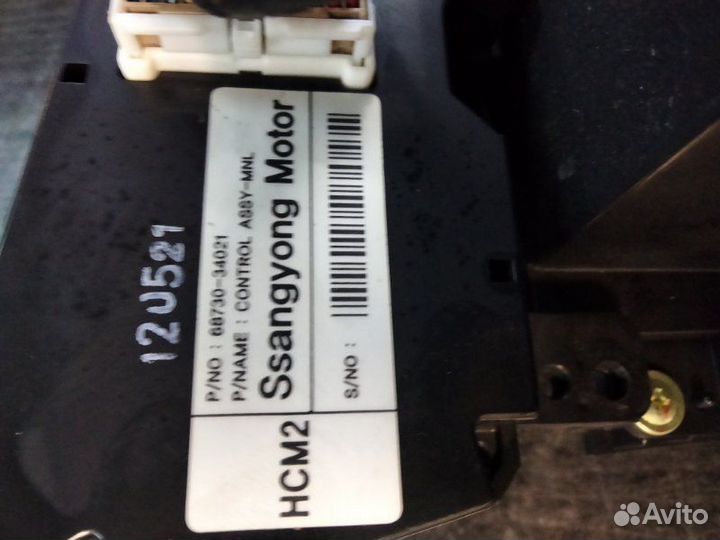 12U521
P/NO : 68730-34021
P/NAME : CONTROL ASSY-MNL
HCM2
Ssangyong Motor
S/NO :
Avito